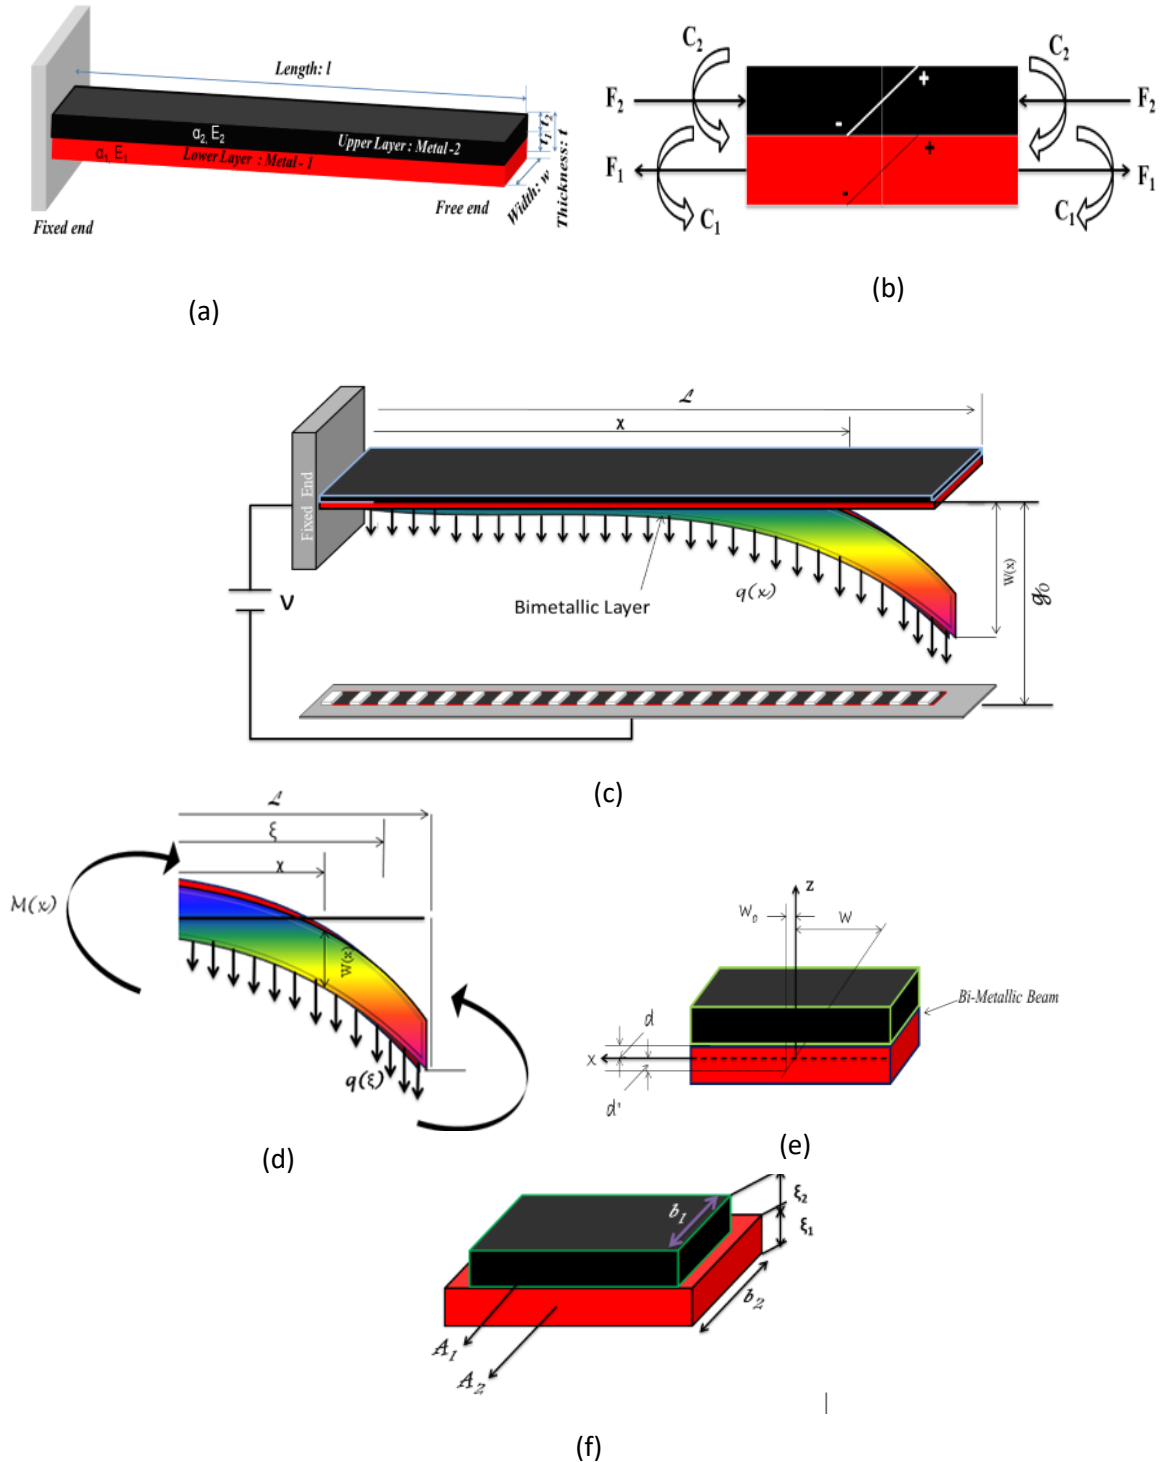 Length: l
α₂, E₂
Upper Layer : Metal-2
α₁, E₁
Lower Layer : Metal - 1
t₁
t₂
Thickness: t
Width: w
Free end
Fixed end
(a)
C₂
C₂
+
F₂
F₂
-
+
F₁
F₁
-
C₁
C₁
(b)
ℒ
χ
Fixed End
V
Bimetallic Layer
q(x)
W(x)
g₀
(c)
ℒ
ξ
χ
M(x)
W(x)
q(ξ)
(d)
z
W₀
W
Bi-Metallic Beam
d
X
d'
(e)
b₁
ξ₂
ξ₁
b₂
A₁
A₂
(f)